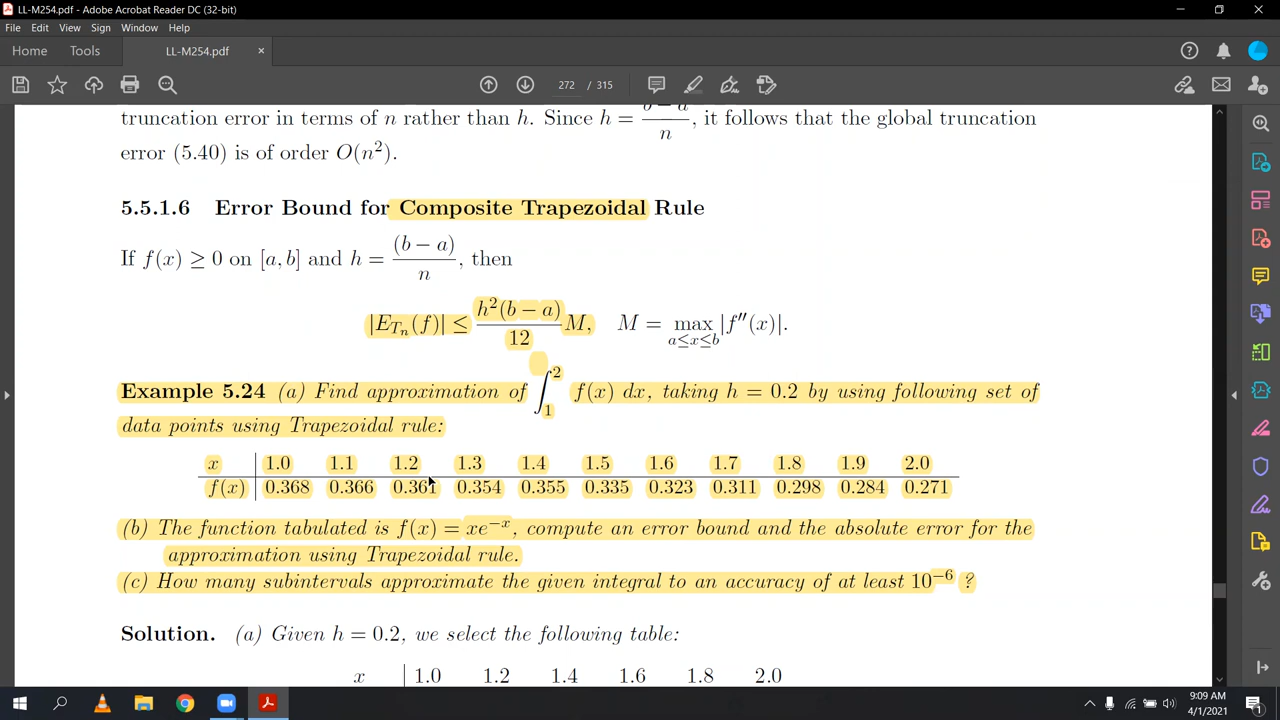 LL-M254.pdf - Adobe Acrobat Reader DC (32-bit)
File Edit View Sign Window Help
Home Tools LL-M254.pdf ×
272 / 315
truncation error in terms of n rather than h. Since h = (b − a)/n, it follows that the global truncation
error (5.40) is of order O(n²).
5.5.1.6 Error Bound for Composite Trapezoidal Rule
If f(x) ≥ 0 on [a, b] and h = (b − a)/n, then
|E_{T_n}(f)| ≤ h²(b − a)/12 M, M = max_{a≤x≤b} |f″(x)|.
Example 5.24 (a) Find approximation of ∫₁² f(x) dx, taking h = 0.2 by using following set of
data points using Trapezoidal rule:
x 1.0 1.1 1.2 1.3 1.4 1.5 1.6 1.7 1.8 1.9 2.0
f(x) 0.368 0.366 0.361 0.354 0.355 0.335 0.323 0.311 0.298 0.284 0.271
(b) The function tabulated is f(x) = xe⁻ˣ, compute an error bound and the absolute error for the
approximation using Trapezoidal rule.
(c) How many subintervals approximate the given integral to an accuracy of at least 10⁻⁶ ?
Solution. (a) Given h = 0.2, we select the following table:
x 1.0 1.2 1.4 1.6 1.8 2.0
9:09 AM
4/1/2021